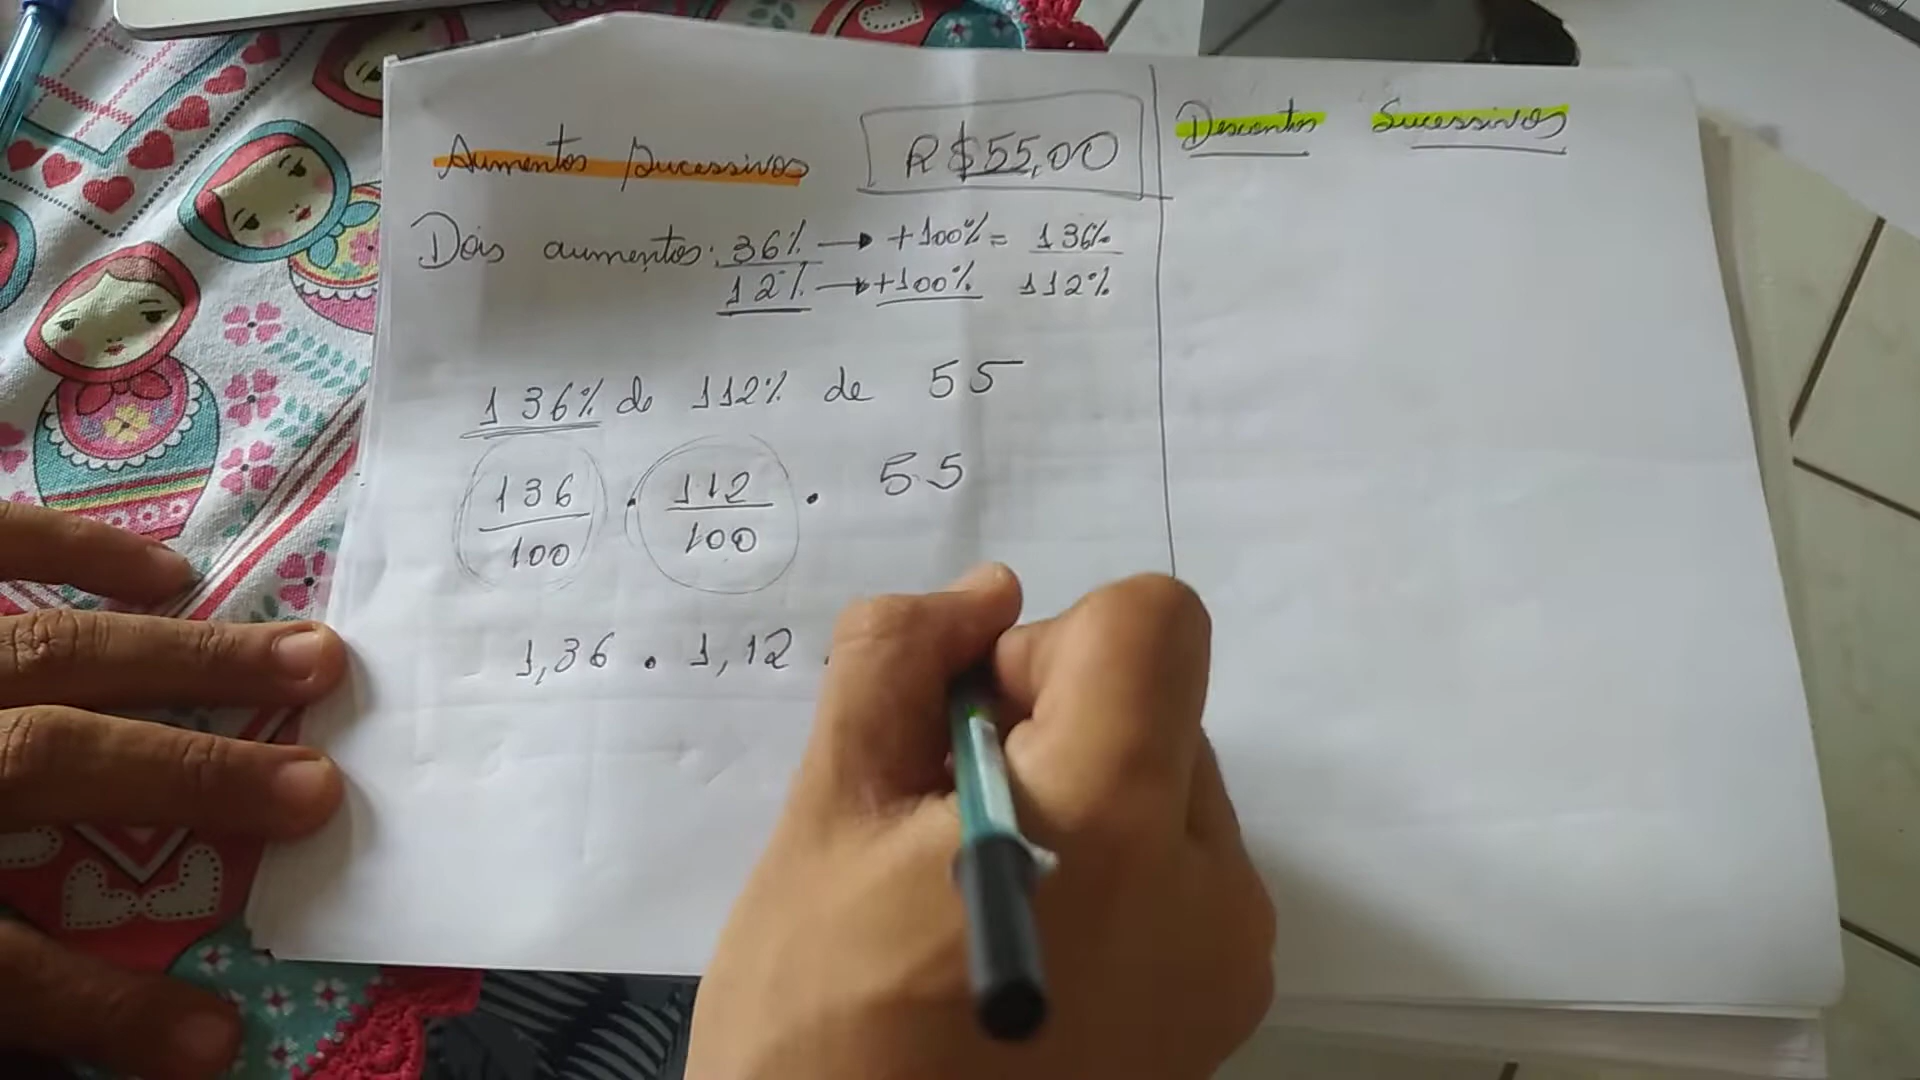 Aumentos Sucessivos
R$55,00
Dois aumentos: 36% → +100% = 136%
12% → +100% 112%
136% de 112% de 55
136/100 . 112/100 . 55
1,36 . 1,12 .
Descontos Sucessivos